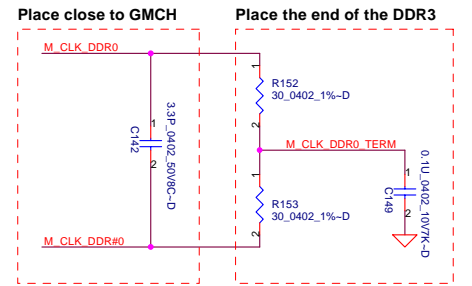 Place close to GMCH
Place the end of the DDR3
M_CLK_DDR0
1
R152
30_0402_1%~D
2
3.3P_0402_50V8C~D
1
C142
2
M_CLK_DDR0_TERM
1
R153
30_0402_1%~D
2
0.1U_0402_10V7K~D
1
C149
2
M_CLK_DDR#0